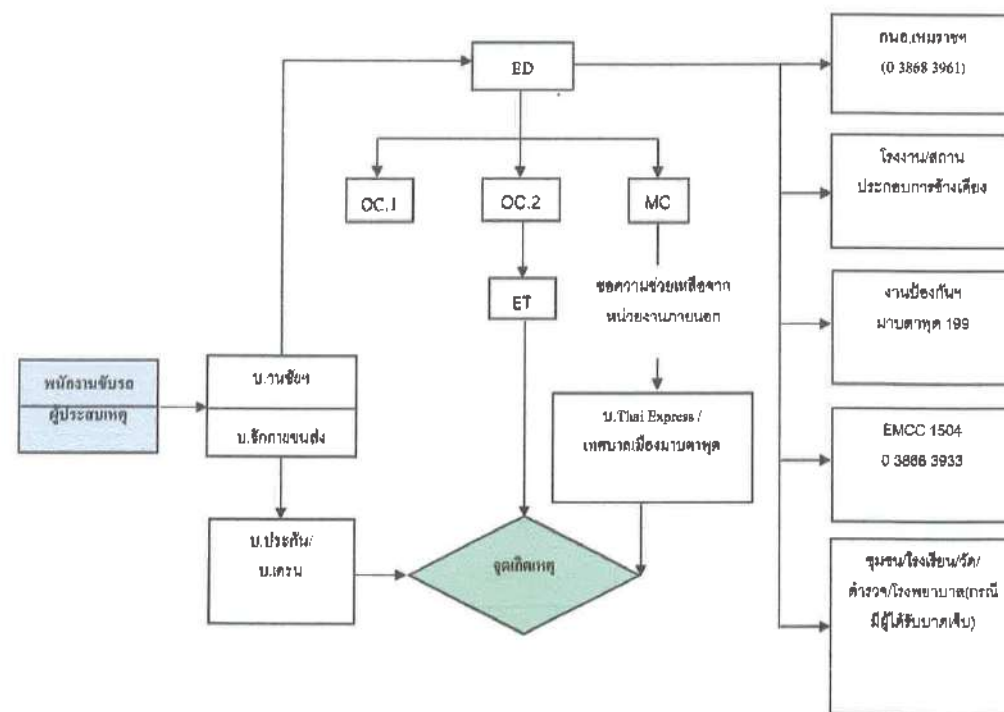 ED
(0 3868 3961)
โรงงาน/สถาน
ประกอบการข้างเคียง
OC.1
OC.2
MC
ET
ขอความช่วยเหลือจาก
หน่วยงานภายนอก
งานป้องกันฯ
มาบตาพุด 199
พนักงานขับรถ
ผู้ประสบเหตุ
บ.วนชัยฯ
บ.รักภายขนส่ง
บ.Thai Express /
เทศบาลเมืองมาบตาพุด
EMCC 1504
0 3868 3933
บ.ประกัน/
บ.เครน
จุดเกิดเหตุ
ชุมชน/โรงเรียน/วัด/
ตำรวจ/โรงพยาบาล(กรณี
มีผู้ได้รับบาดเจ็บ)